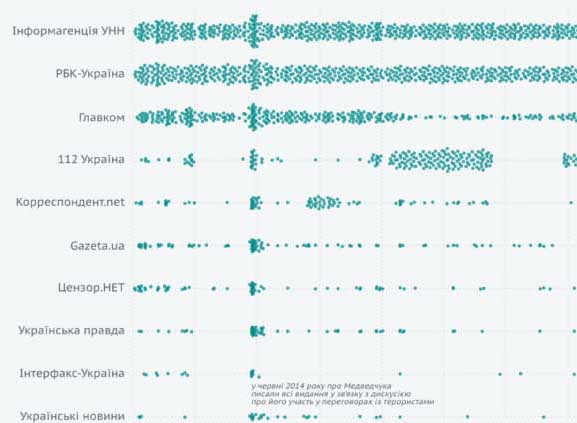 Інформагенція УНН
РБК-Україна
Главком
112 Україна
Корреспондент.net
Gazeta.ua
Цензор.НЕТ
Українська правда
Інтерфакс-Україна
у червні 2014 року про Медведчука
писали всі видання у зв'язку з дискусією
про його участь у переговорах із терористами
Українські новини